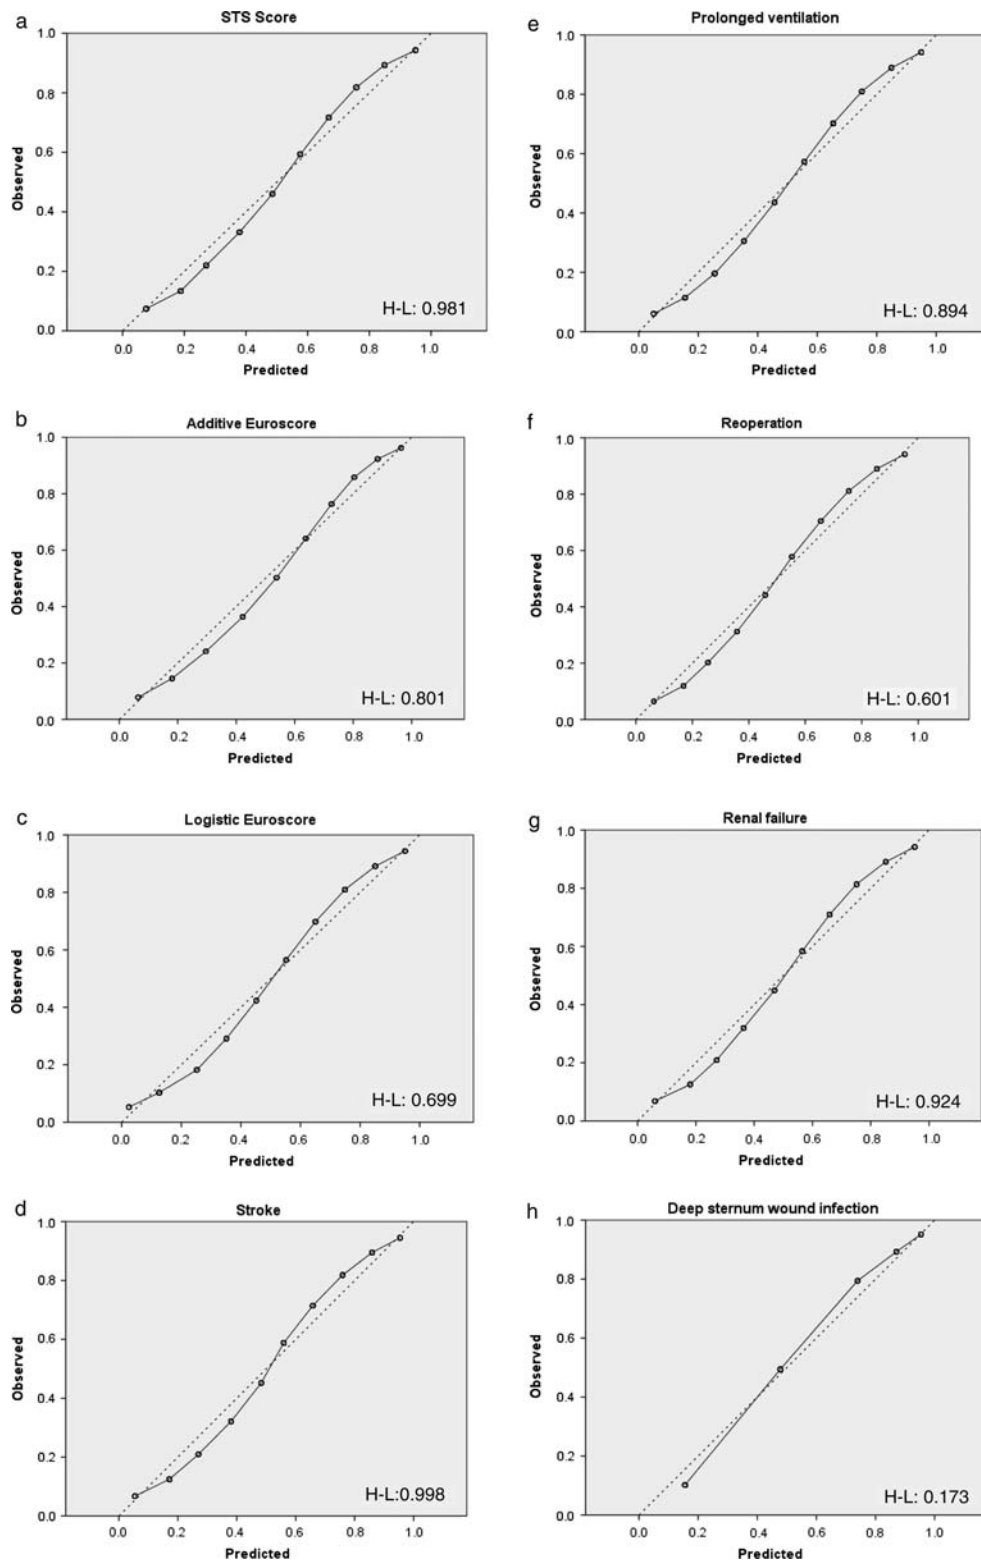 a
STS Score
1.0
0.8
0.6
0.4
0.2
0.0
Observed
H-L: 0.981
0.0 0.2 0.4 0.6 0.8 1.0
Predicted
b
Additive Euroscore
1.0
0.8
0.6
0.4
0.2
0.0
Observed
H-L: 0.801
0.0 0.2 0.4 0.6 0.8 1.0
Predicted
c
Logistic Euroscore
1.0
0.8
0.6
0.4
0.2
0.0
Observed
H-L: 0.699
0.0 0.2 0.4 0.6 0.8 1.0
Predicted
d
Stroke
1.0
0.8
0.6
0.4
0.2
0.0
Observed
H-L:0.998
0.0 0.2 0.4 0.6 0.8 1.0
Predicted
e
Prolonged ventilation
1.0
0.8
0.6
0.4
0.2
0.0
Observed
H-L: 0.894
0.0 0.2 0.4 0.6 0.8 1.0
Predicted
f
Reoperation
1.0
0.8
0.6
0.4
0.2
0.0
Observed
H-L: 0.601
0.0 0.2 0.4 0.6 0.8 1.0
Predicted
g
Renal failure
1.0
0.8
0.6
0.4
0.2
0.0
Observed
H-L: 0.924
0.0 0.2 0.4 0.6 0.8 1.0
Predicted
h
Deep sternum wound infection
1.0
0.8
0.6
0.4
0.2
0.0
Observed
H-L: 0.173
0.0 0.2 0.4 0.6 0.8 1.0
Predicted